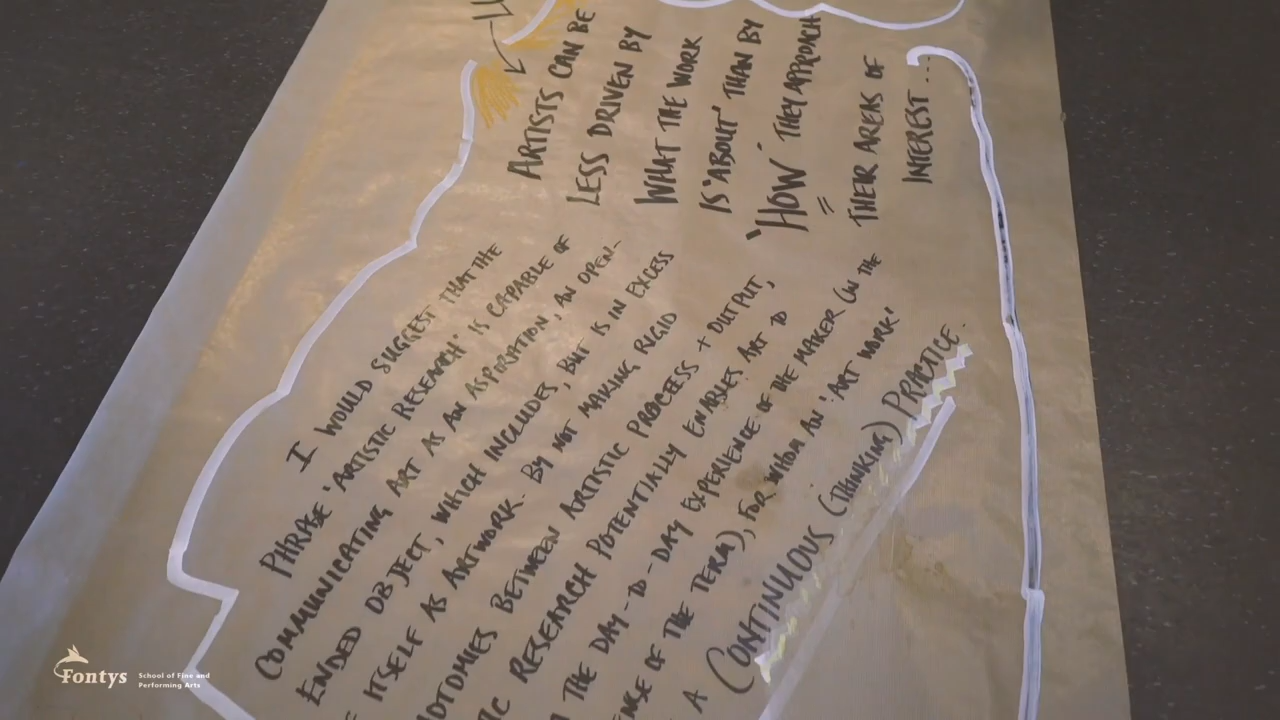 ARTISTS CAN BE
LESS DRIVEN BY
WHAT THE WORK
IS 'ABOUT' THAN BY
'HOW' THEY APPROACH
THEIR AREAS OF
INTEREST ...
I WOULD SUGGEST THAT THE
PHRASE 'ARTISTIC RESEARCH' IS CAPABLE OF
COMMUNICATING ART AS AN ASPIRATION, AN OPEN-
ENDED OBJECT, WHICH INCLUDES, BUT IS IN EXCESS
ITSELF AS ARTWORK. BY NOT MAKING RIGID
BETWEEN ARTISTIC PROCESS + OUTPUT,
RESEARCH POTENTIALLY ENABLES ART TO
THE DAY-TO-DAY EXPERIENCE OF THE MAKER (IN THE
OF THE TERM), FOR WHOM AN 'ART WORK'
A CONTINUOUS (THINKING) PRACTICE.
Fontys School of Fine and
Performing Arts